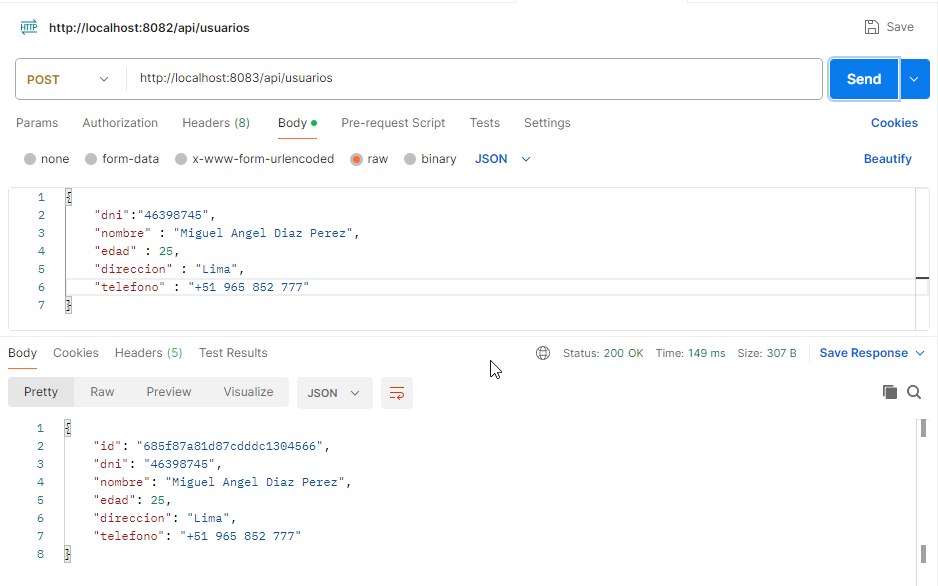 HTTP http://localhost:8082/api/usuarios Save
POST http://localhost:8083/api/usuarios Send
Params Authorization Headers (8) Body Pre-request Script Tests Settings Cookies
none form-data x-www-form-urlencoded raw binary JSON Beautify
1 {
2 "dni":"46398745",
3 "nombre" : "Miguel Angel Diaz Perez",
4 "edad" : 25,
5 "direccion" : "Lima",
6 "telefono" : "+51 965 852 777"
7 }
Body Cookies Headers (5) Test Results Status: 200 OK Time: 149 ms Size: 307 B Save Response
Pretty Raw Preview Visualize JSON
1 {
2 "id": "685f87a81d87cdddc1304566",
3 "dni": "46398745",
4 "nombre": "Miguel Angel Diaz Perez",
5 "edad": 25,
6 "direccion": "Lima",
7 "telefono": "+51 965 852 777"
8 }